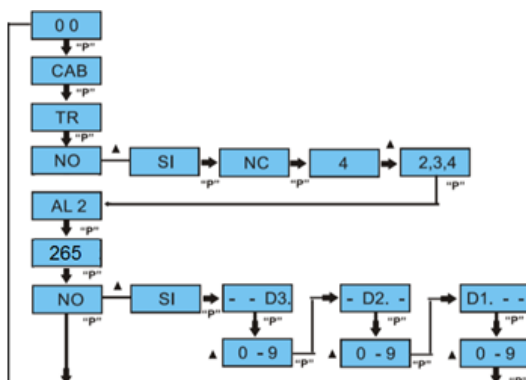 0 0
"P"
CAB
"P"
TR
"P"
NO ▲ SI "P" NC "P" 4 ▲ 2,3,4
"P"
AL 2
"P"
265
"P"
NO ▲ SI "P" - - D3. - D2. - D1. - -
"P" "P" "P" "P"
▲ 0 - 9 "P" ▲ 0 - 9 "P" ▲ 0 - 9
"P"